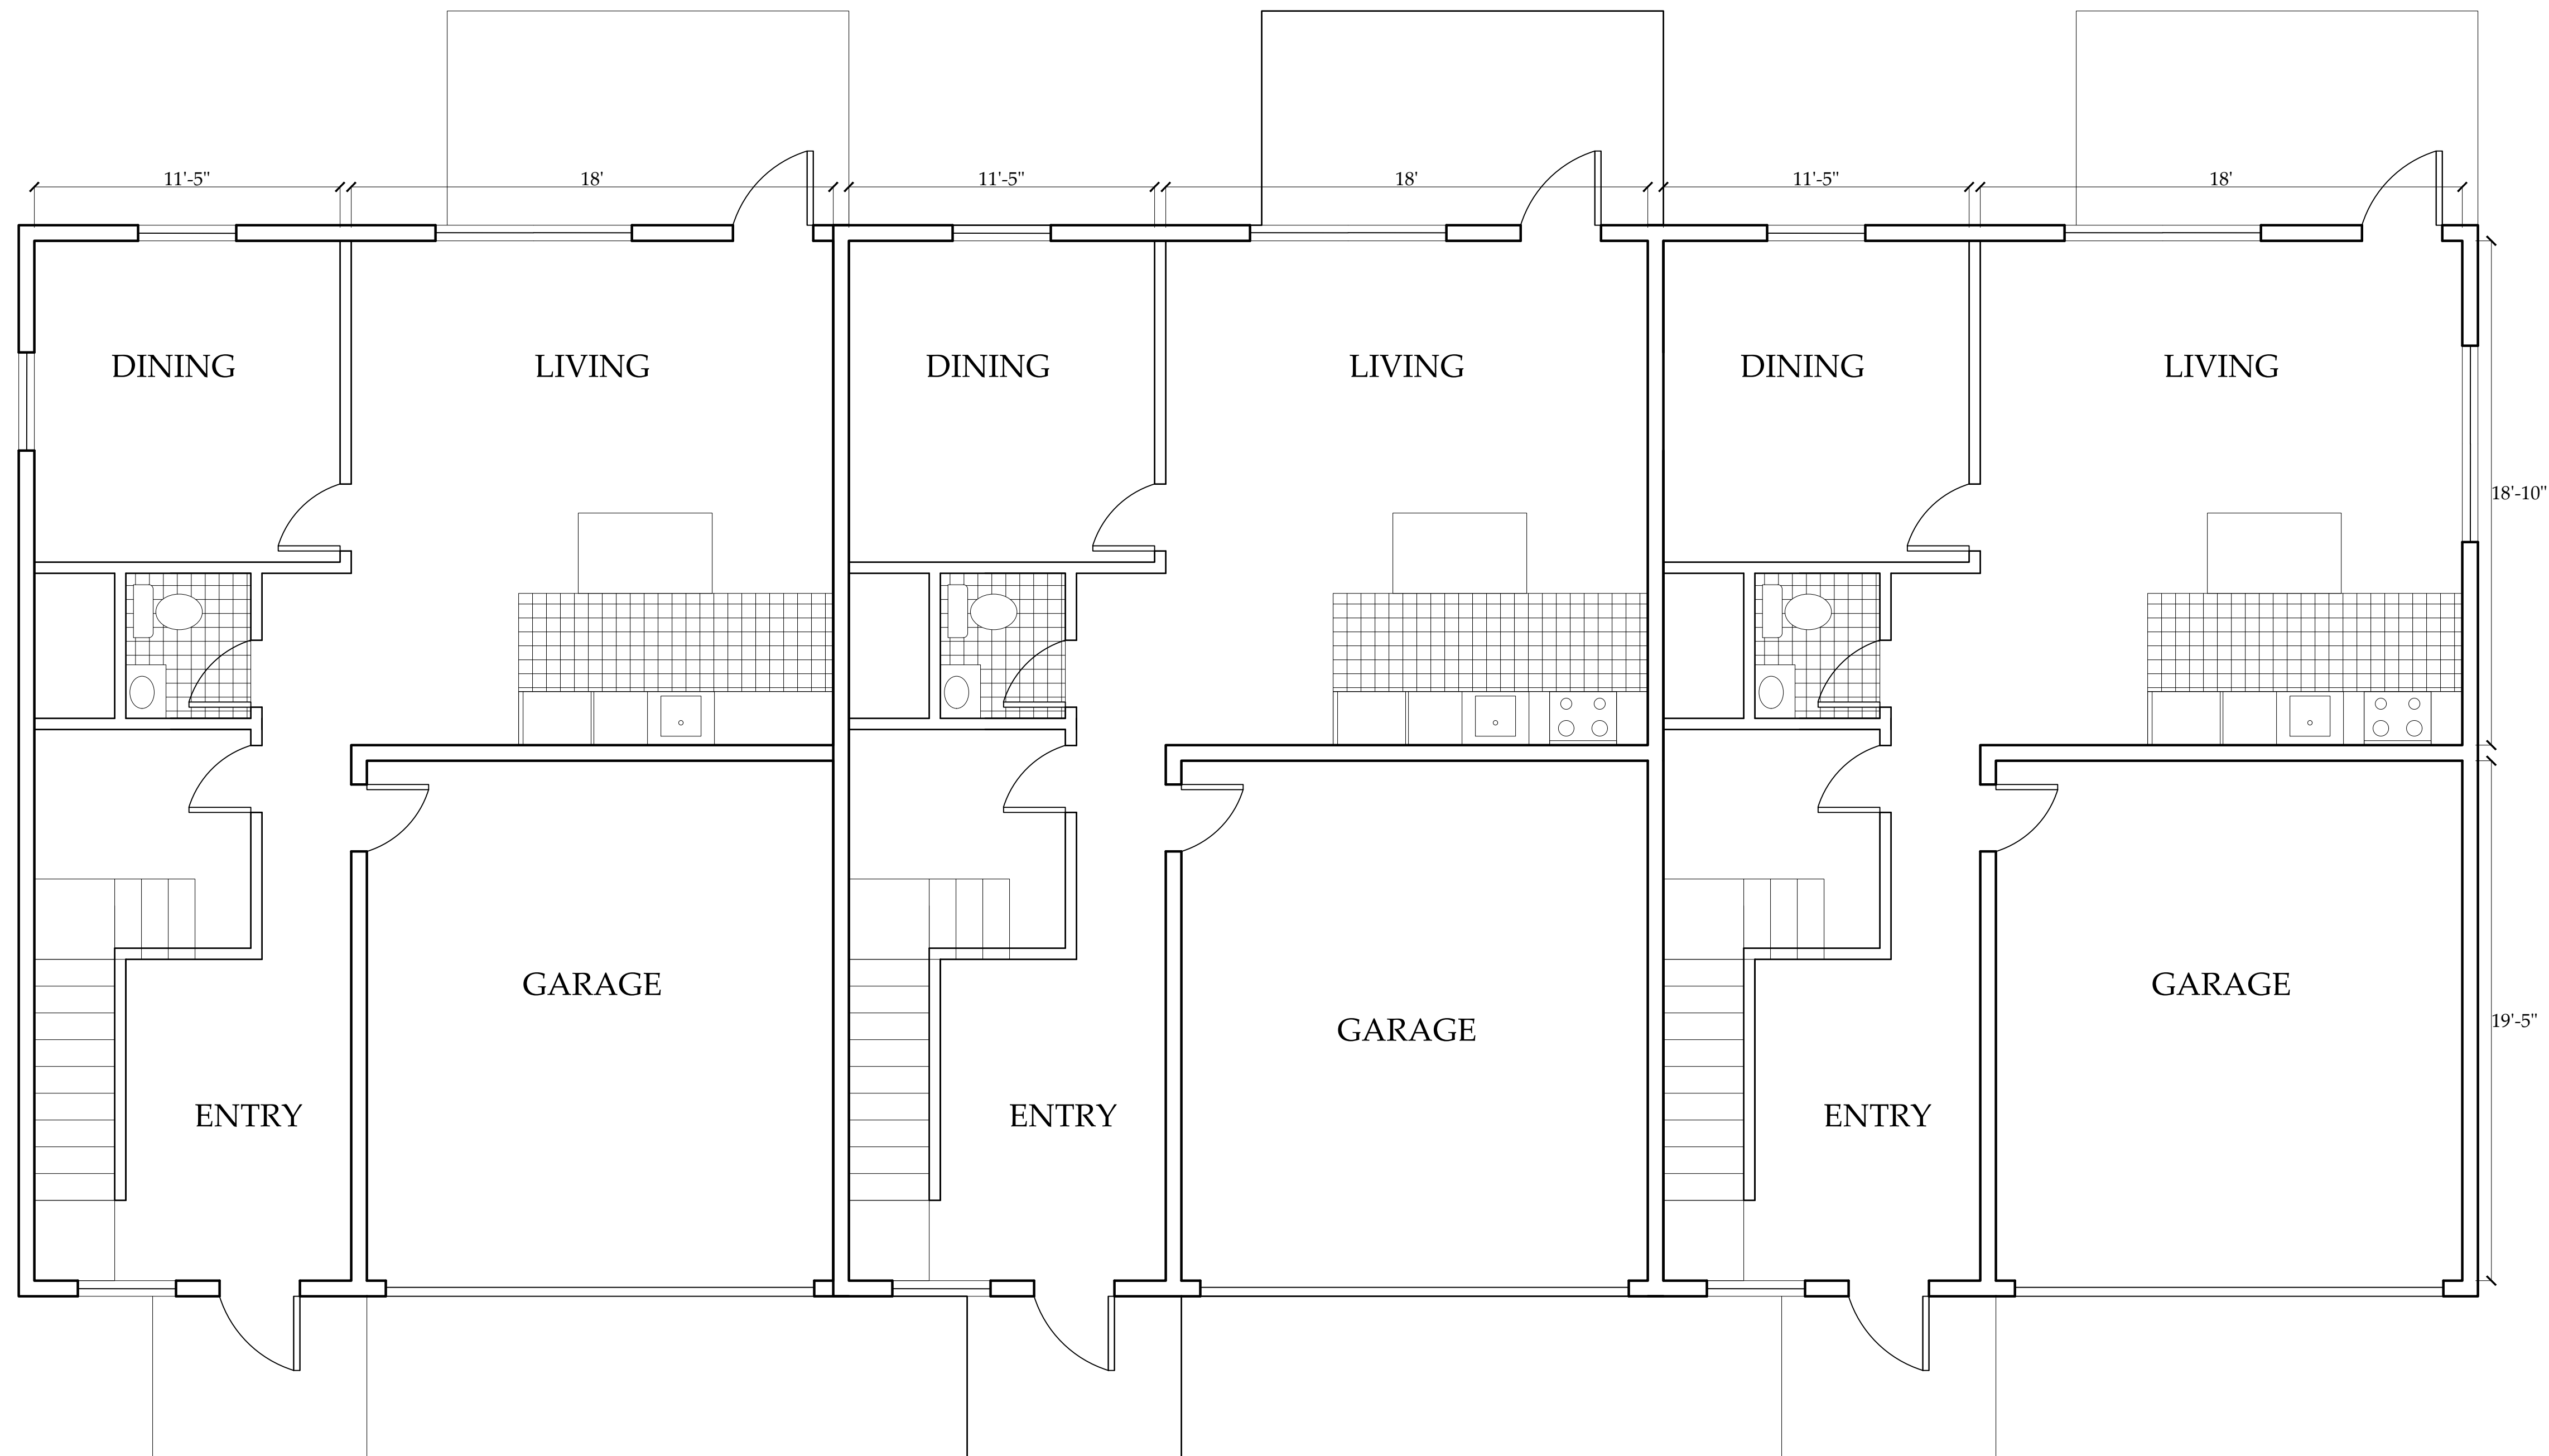 11'-5" 18' 11'-5" 18' 11'-5" 18'
DINING LIVING DINING LIVING DINING LIVING
18'-10"
GARAGE GARAGE
19'-5"
GARAGE
ENTRY ENTRY ENTRY